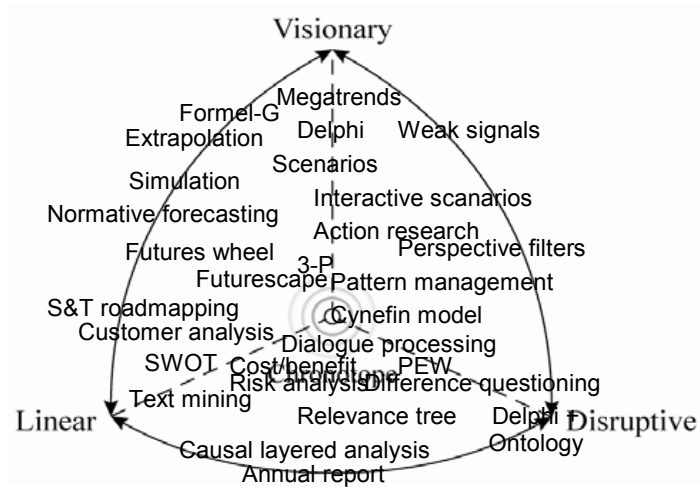 Visionary
Megatrends
Formel-G
Delphi
Weak signals
Extrapolation
Scenarios
Simulation
Interactive scanarios
Normative forecasting
Action research
Perspective filters
Futures wheel
3-P
Futurescape
Pattern management
S&T roadmapping
Cynefin model
Customer analysis
Dialogue processing
SWOT
Cost/benefit
PEW
Chronotope
Risk analysis
Difference questioning
Text mining
Linear
Relevance tree
Delphi +
Disruptive
Ontology
Causal layered analysis
Annual report